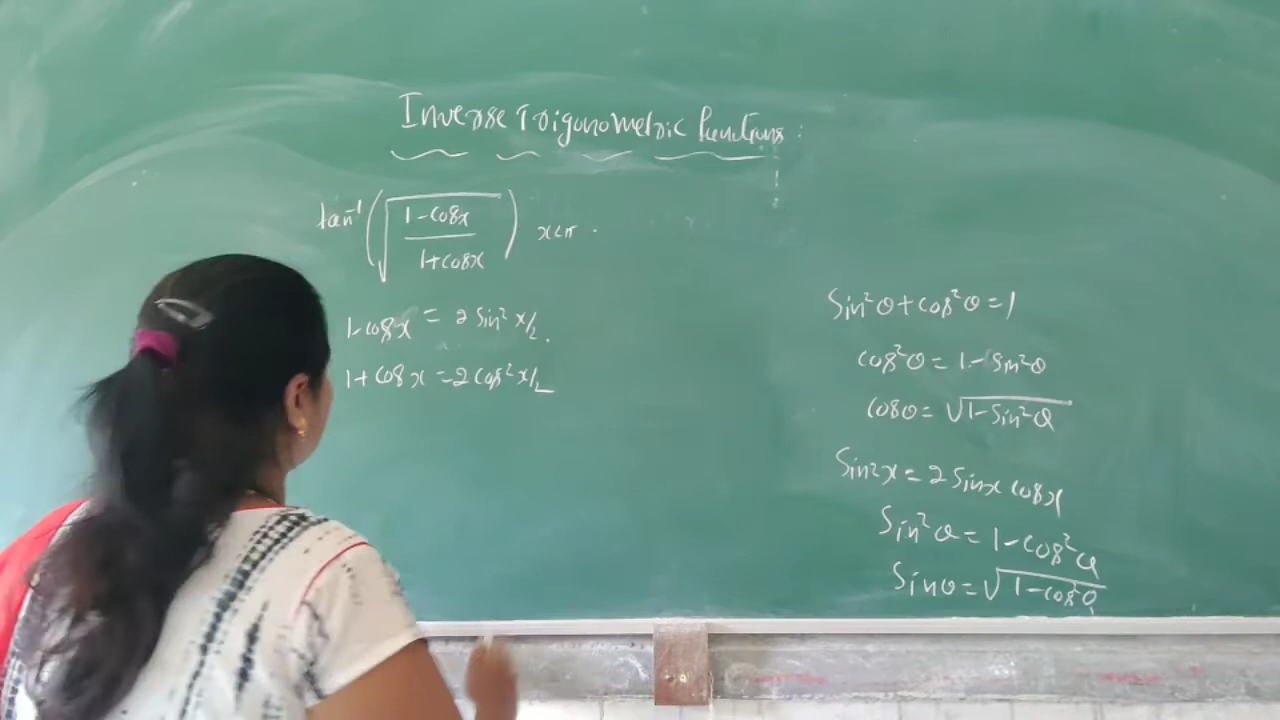 Inverse Trigonometric Functions :
tan⁻¹(√((1-cosx)/(1+cosx))) x<π .
1-cosx = 2 Sin² x/2.
1+cosx = 2 cos² x/2
Sin²θ+cos²θ=1
cos²θ= 1-Sin²θ
cosθ= √(1-Sin²θ)
Sin2x = 2 Sinx cosx
Sin²θ= 1-cos²θ
Sinθ=√(1-cos²θ)